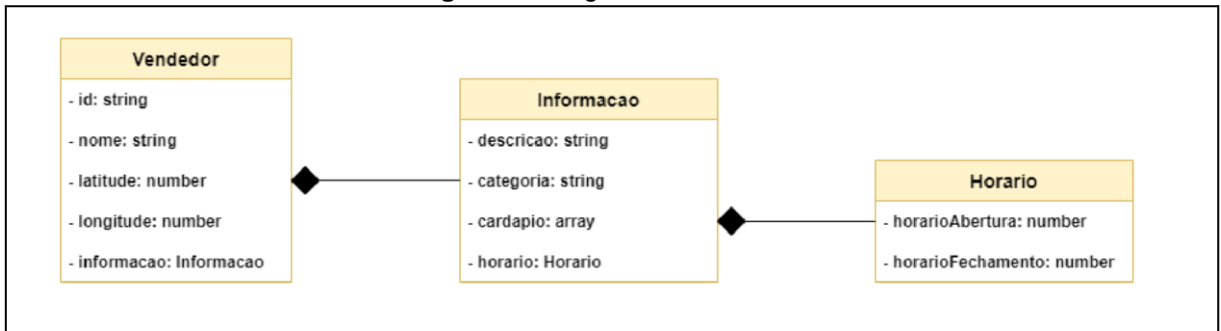 Vendedor
- id: string
- nome: string
- latitude: number
- longitude: number
- informacao: Informacao
Informacao
- descricao: string
- categoria: string
- cardapio: array
- horario: Horario
Horario
- horarioAbertura: number
- horarioFechamento: number